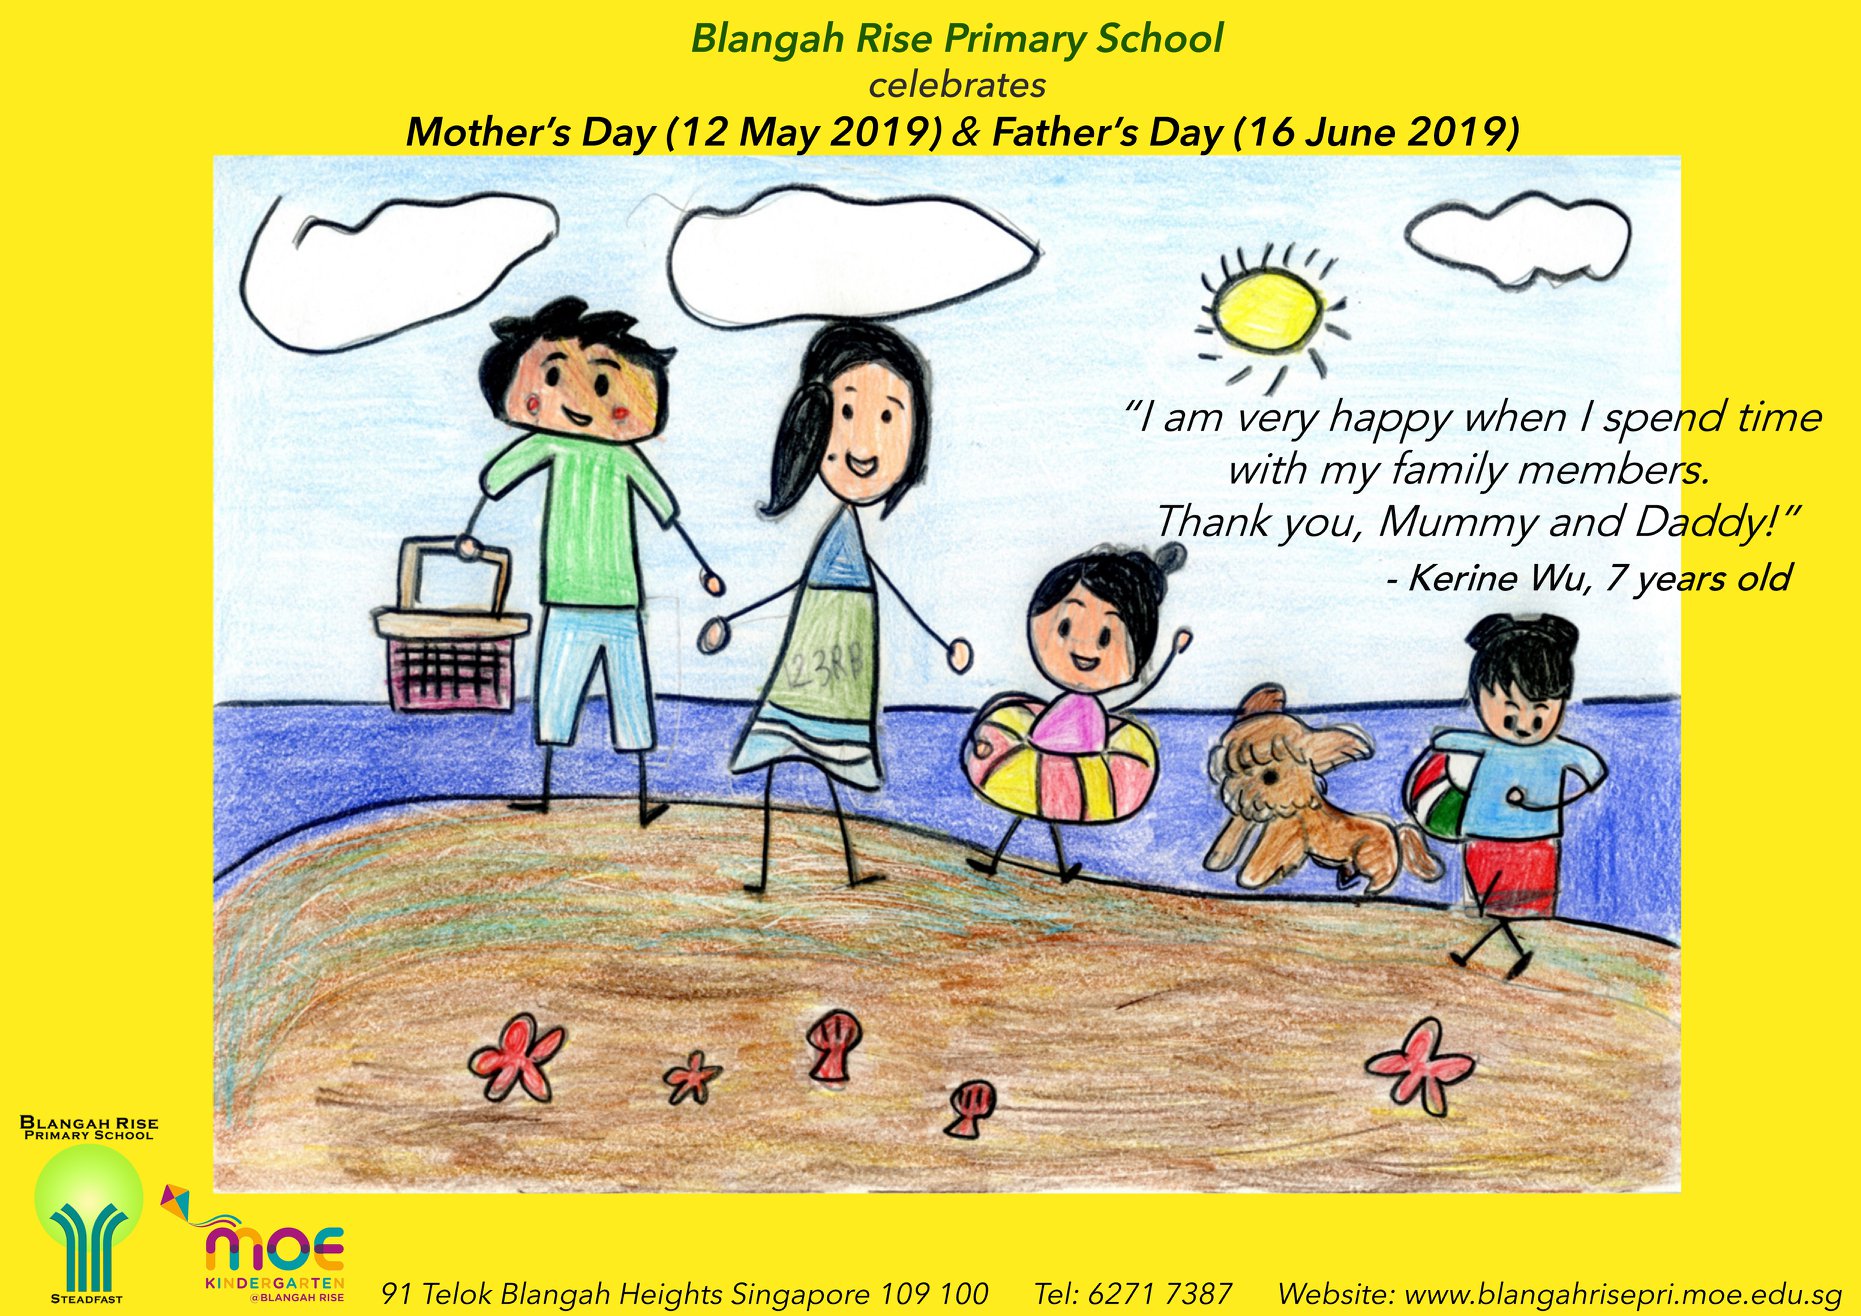 Blangah Rise Primary School
celebrates
Mother's Day (12 May 2019) & Father's Day (16 June 2019)
“I am very happy when I spend time
with my family members.
Thank you, Mummy and Daddy!”
- Kerine Wu, 7 years old
23RB
BLANGAH RISE
PRIMARY SCHOOL
STEADFAST
MOE
KINDERGARTEN
@BLANGAH RISE
91 Telok Blangah Heights Singapore 109 100 Tel: 6271 7387 Website: www.blangahrisepri.moe.edu.sg